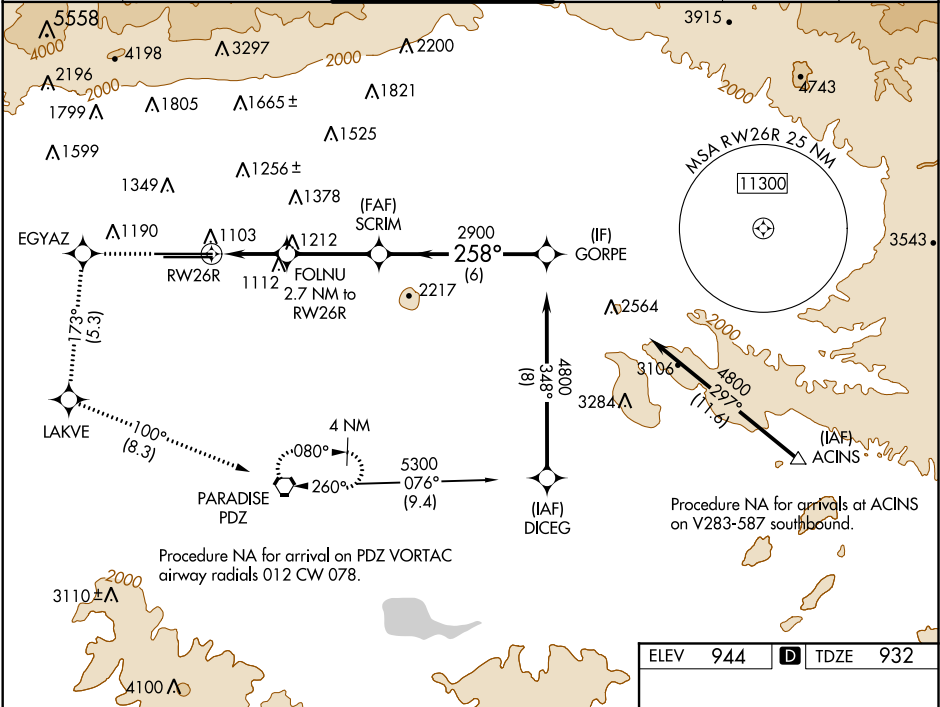 5558
4000
4198
3297
2000
2200
3915
4743
2000
2196
2000
1799
1805
1665 ±
1821
1525
1599
1256 ±
1349
1378
MSA RW26R 25 NM
11300
(FAF)
SCRIM
EGYAZ
1190
1103
1212
2900
258°
(6)
(IF)
GORPE
3543
RW26R
1112
FOLNU
2.7 NM to
RW26R
2217
2564
2000
173°
(5.3)
4800
348°
(8)
3106
4800
297°
(11.6)
3284
LAKVE
100°
(8.3)
4 NM
080°
260°
5300
076°
(9.4)
(IAF)
ACINS
PARADISE
PDZ
(IAF)
DICEG
Procedure NA for arrivals at ACINS
on V283-587 southbound.
Procedure NA for arrival on PDZ VORTAC
airway radials 012 CW 078.
2000
3110 ±
4100
ELEV 944 D TDZE 932